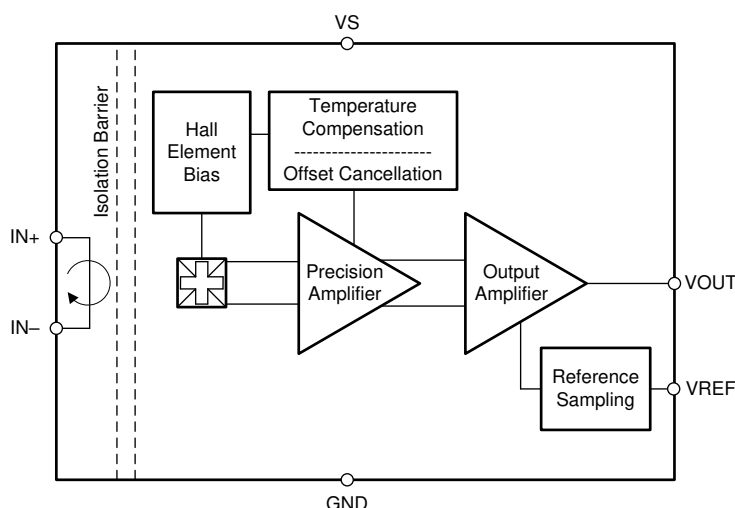 VS
Isolation Barrier
Hall
Element
Bias
Temperature
Compensation
Offset Cancellation
IN+
IN–
Precision
Amplifier
Output
Amplifier
VOUT
Reference
Sampling
VREF
GND